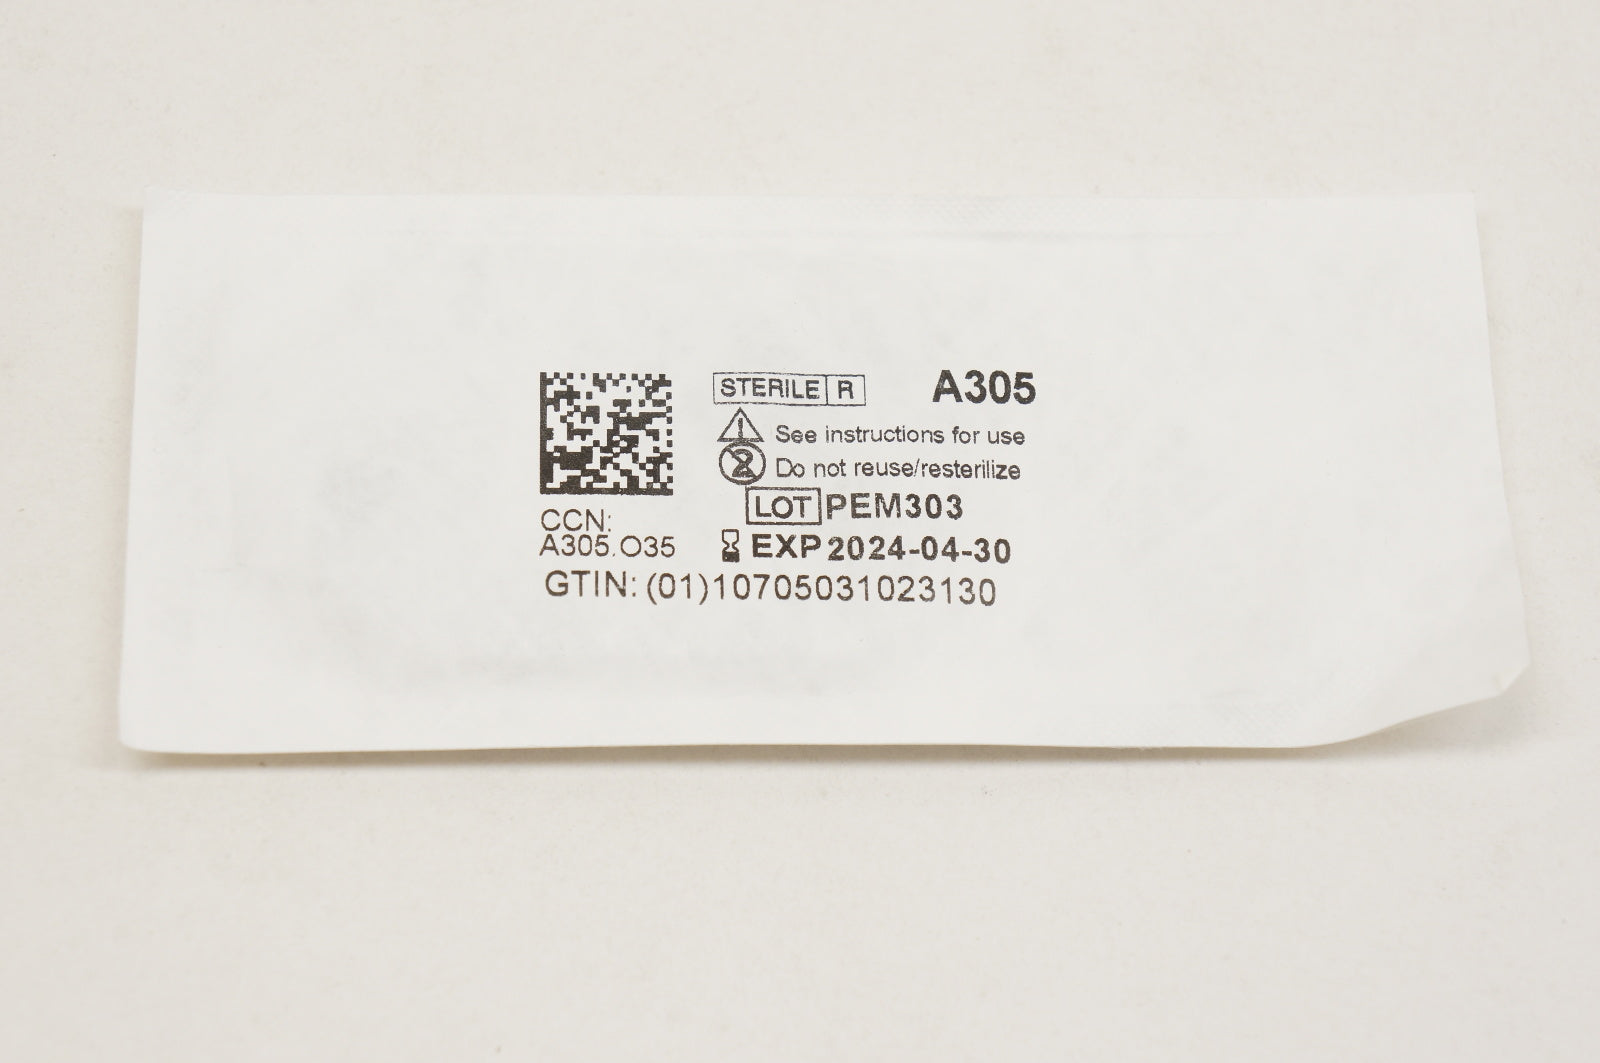 STERILE R A305
See instructions for use
2 Do not reuse/resterilize
LOT PEM303
CCN:
A305.O35 EXP 2024-04-30
GTIN: (01)10705031023130